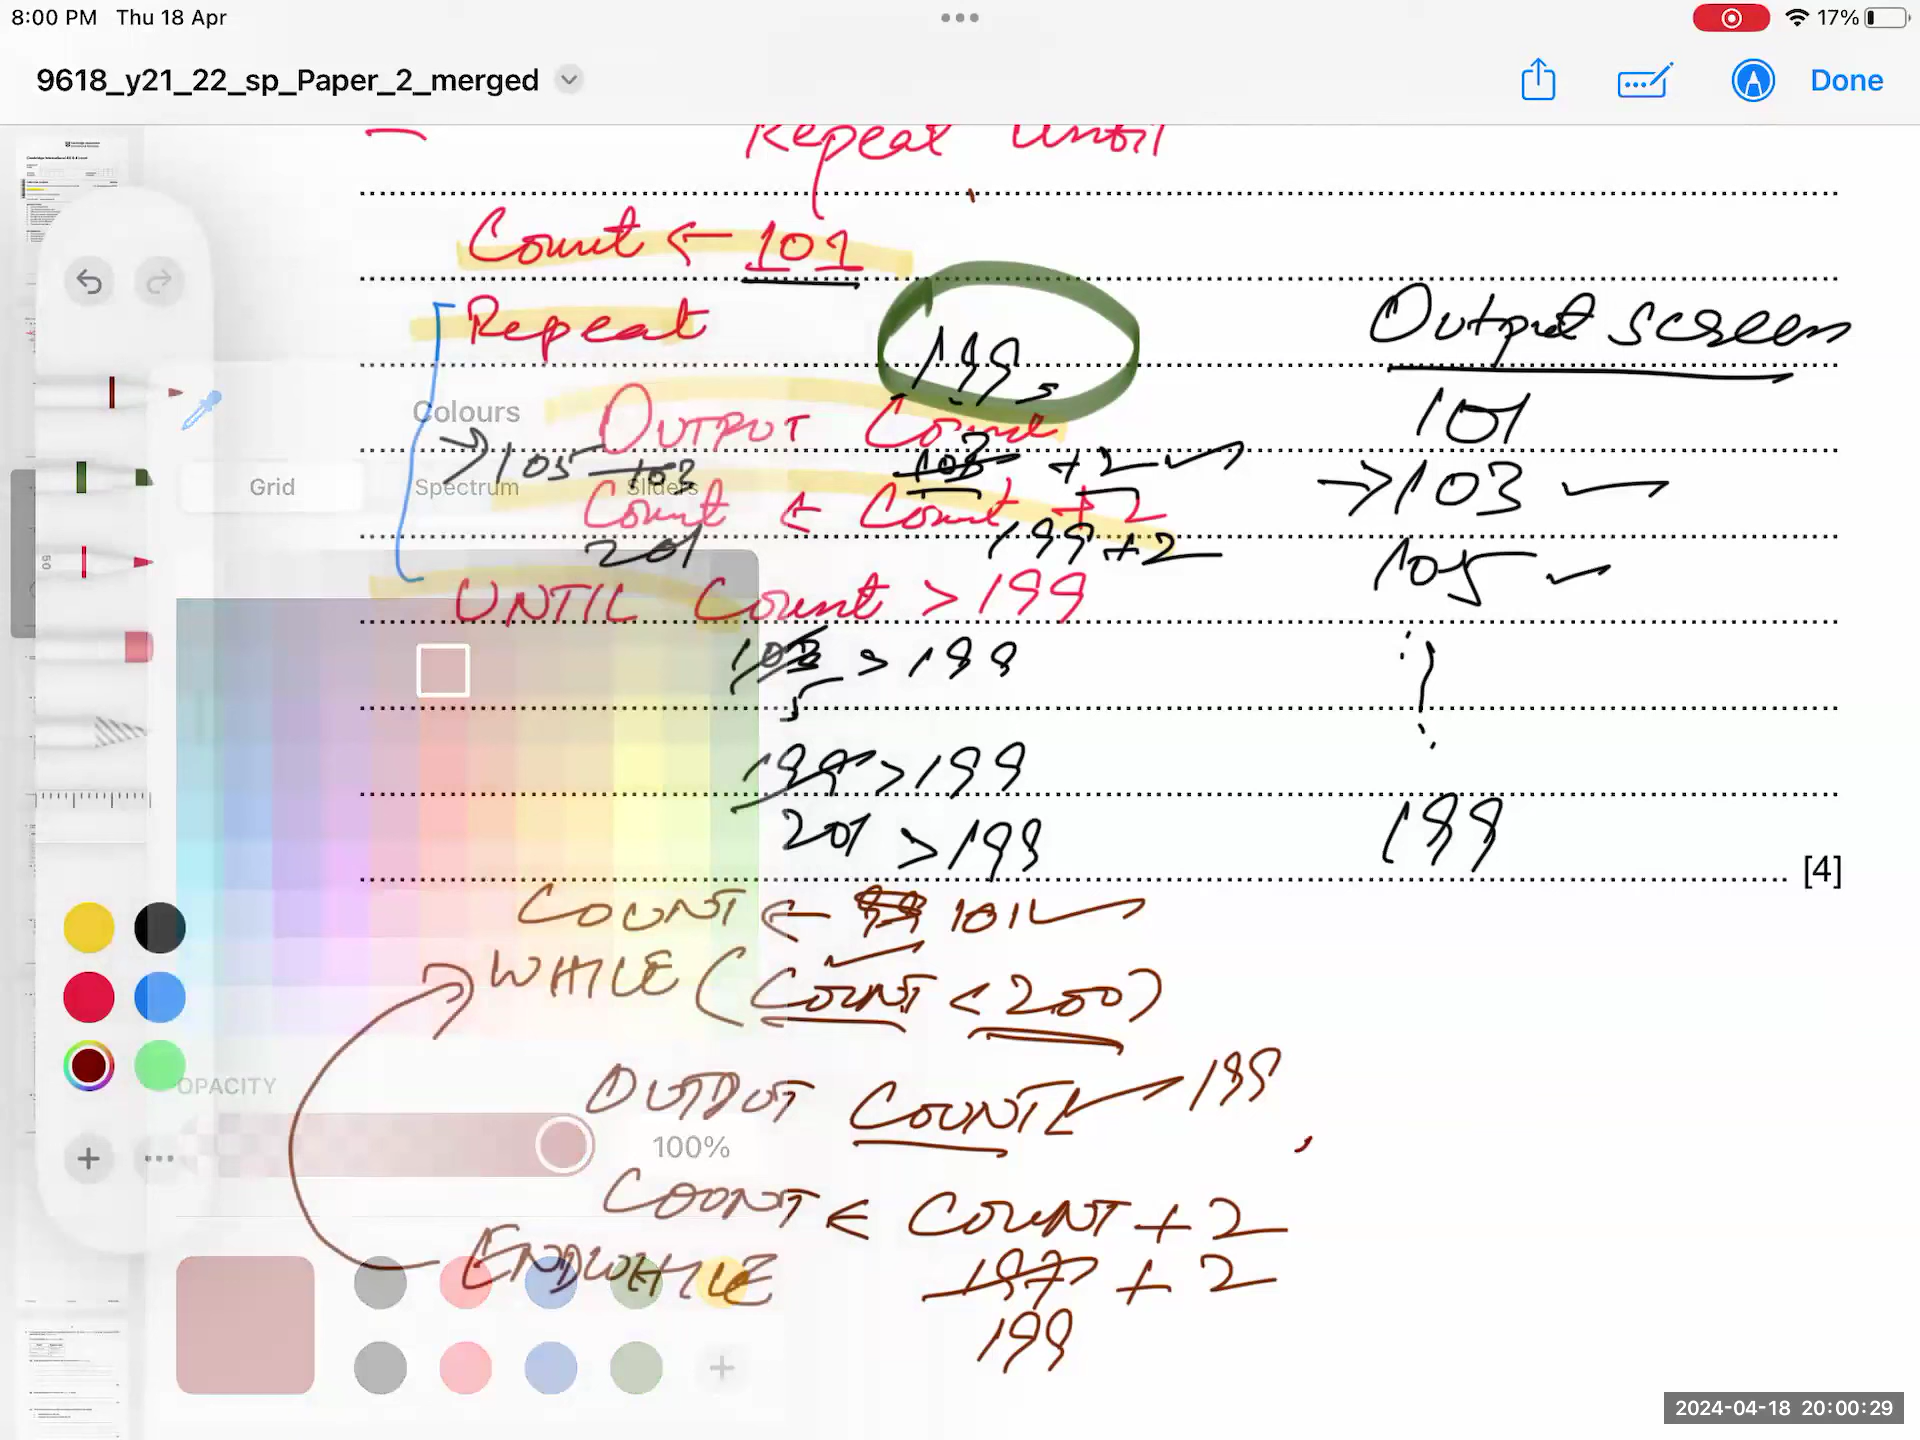 8:00 PM Thu 18 Apr
17%
9618_y21_22_sp_Paper_2_merged
Done
Repeat Until
Count ← 101
Repeat
Output Screen
199
Colours
OUTPUT Count
101
→105 103 +2
Grid
Spectrum
Sliders
→103
Count ← Count + 2
201 199+2
105
50
UNTIL Count > 199
> 199
5
199 > 199
201 > 199
199
[4]
COUNT ← 101
WHILE (COUNT < 200)
OPACITY
OUTPUT COUNT 199
100%
COUNT ← COUNT + 2
ENDWHILE
197 + 2
199
2024-04-18 20:00:29